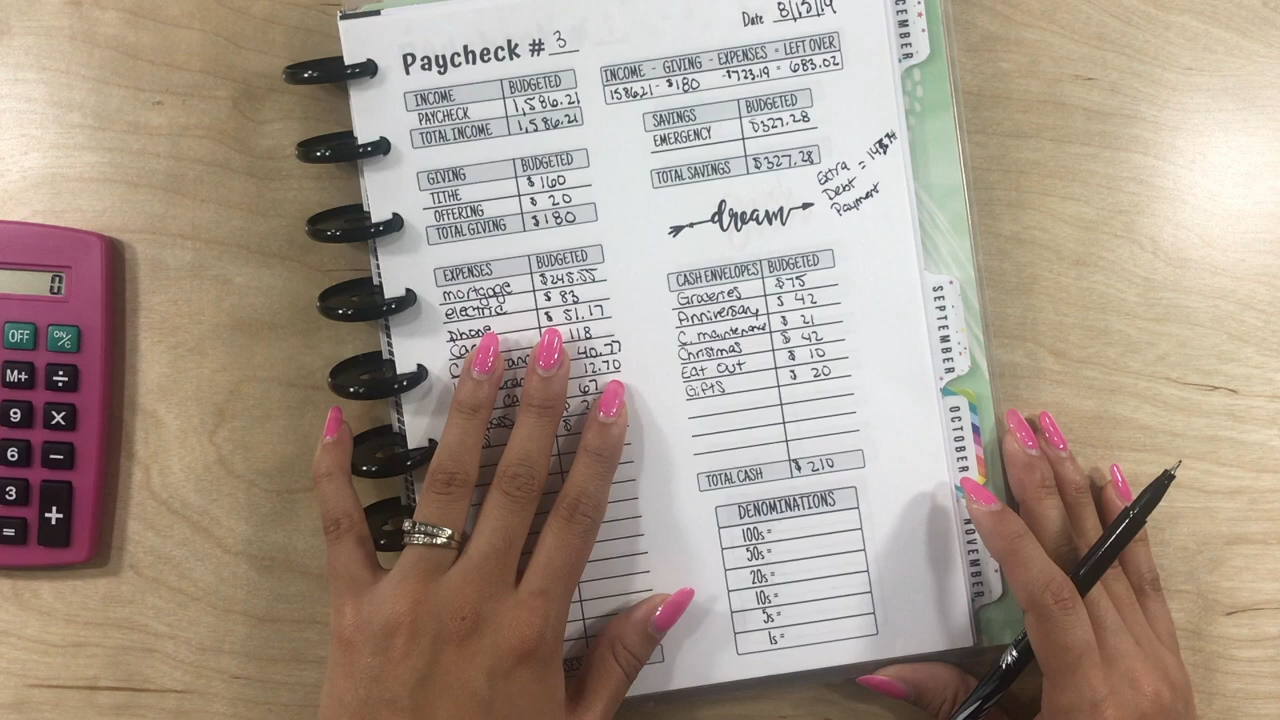 Paycheck # 3
Date 8/15/19
INCOME BUDGETED
PAYCHECK 1,586.21
TOTAL INCOME 1,586.21
GIVING BUDGETED
TITHE $160
OFFERING $20
TOTAL GIVING $180
EXPENSES BUDGETED
mortgage $245.55
electric $83
phone $51.17
118
40.77
12.70
67
INCOME - GIVING - EXPENSES = LEFT OVER
1586.21 - $180 - $723.19 = 683.02
SAVINGS BUDGETED
EMERGENCY $327.28
TOTAL SAVINGS $327.28
Extra
Debt
Payment
dream
CASH ENVELOPES BUDGETED
Groceries $75
Anniversary $42
C. maintenance $21
Christmas $42
Eat Out $10
Gifts $20
TOTAL CASH $210
DENOMINATIONS
100s=
50s=
20s=
10s=
5s=
1s=
SEPTEMBER
OCTOBER
NOVEMBER
0
OFF ON/C
M+ ÷
9 X
6 −
3 +
=